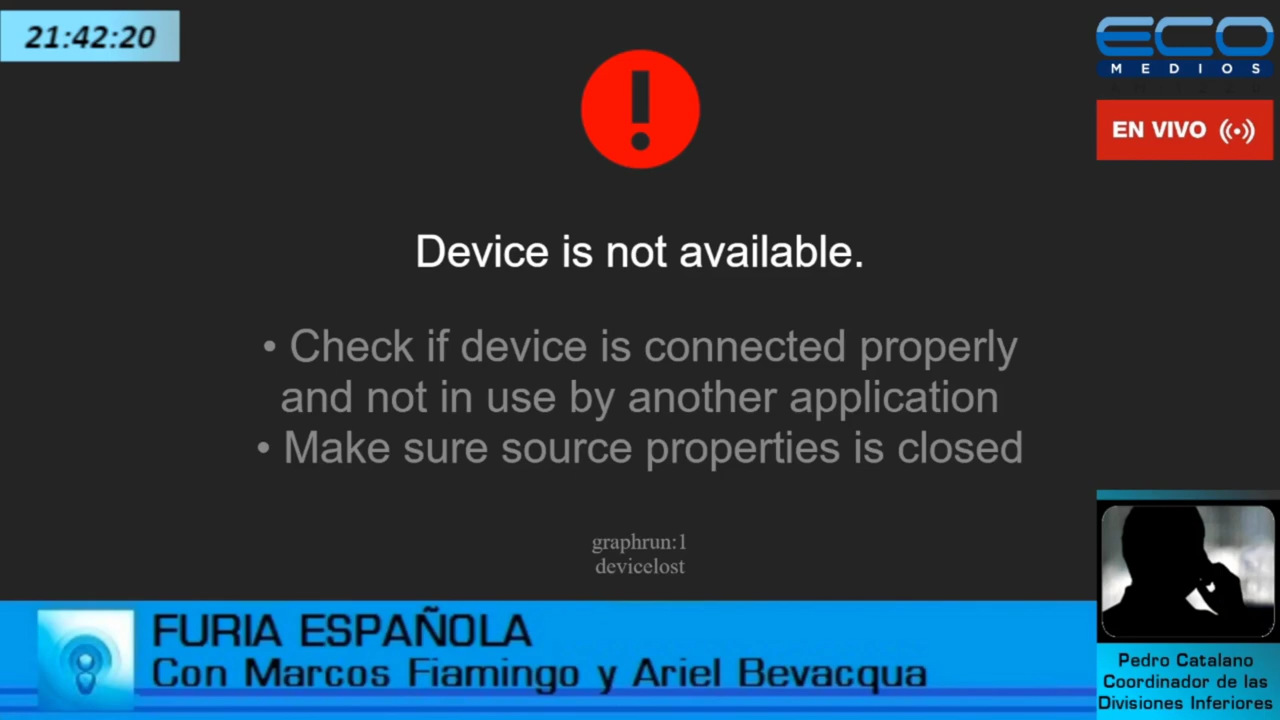 21:42:20
ECO
MEDIOS
EN VIVO
Device is not available.
• Check if device is connected properly
and not in use by another application
• Make sure source properties is closed
graphrun:1
devicelost
FURIA ESPAÑOLA
Con Marcos Fiamingo y Ariel Bevacqua
Pedro Catalano
Coordinador de las
Divisiones Inferiores